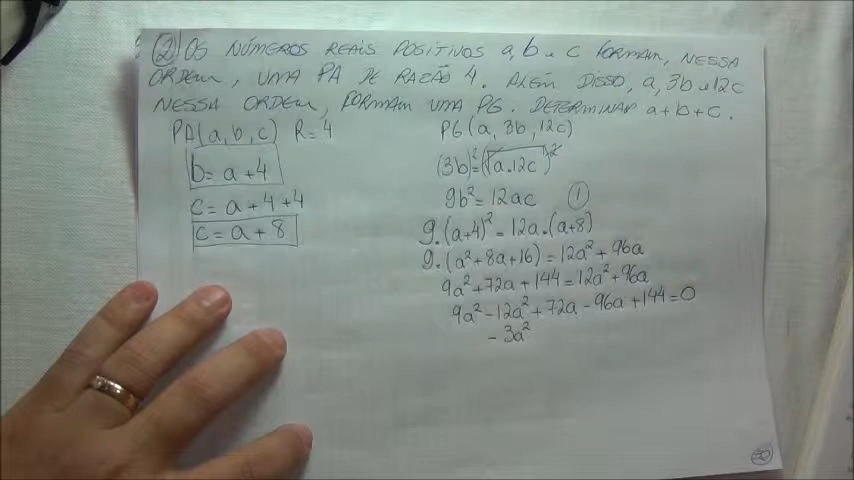 ② OS NÚMEROS REAIS POSITIVOS a, b e c FORMAM, NESSA
ORDEM, UMA PA DE RAZÃO 4. ALÉM DISSO, a, 3b e 12c
NESSA ORDEM, FORMAM UMA PG. DETERMINAR a+b+c.
PA(a, b, c) R=4
b= a+4
c= a+4+4
c= a+8
PG(a, 3b, 12c)
(3b)²=(√a.12c)²
9b²=12ac ①
9.(a+4)²=12a.(a+8)
9.(a²+8a+16)=12a²+96a
9a²+72a+144=12a²+96a
9a²-12a²+72a-96a+144=0
-3a²